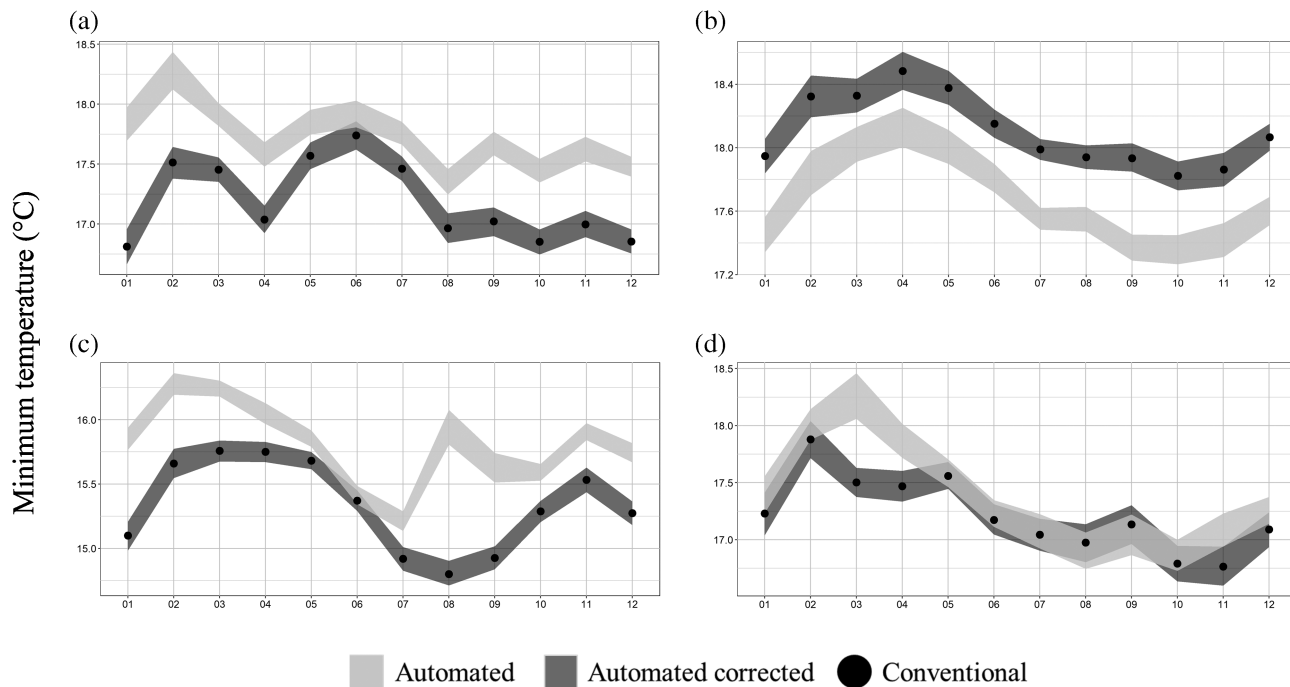 (a)
18.5
18.0
17.5
17.0
01 02 03 04 05 06 07 08 09 10 11 12
(b)
18.4
18.0
17.6
17.2
01 02 03 04 05 06 07 08 09 10 11 12
Minimum temperature (°C)
(c)
16.0
15.5
15.0
01 02 03 04 05 06 07 08 09 10 11 12
(d)
18.5
18.0
17.5
17.0
01 02 03 04 05 06 07 08 09 10 11 12
Automated Automated corrected Conventional